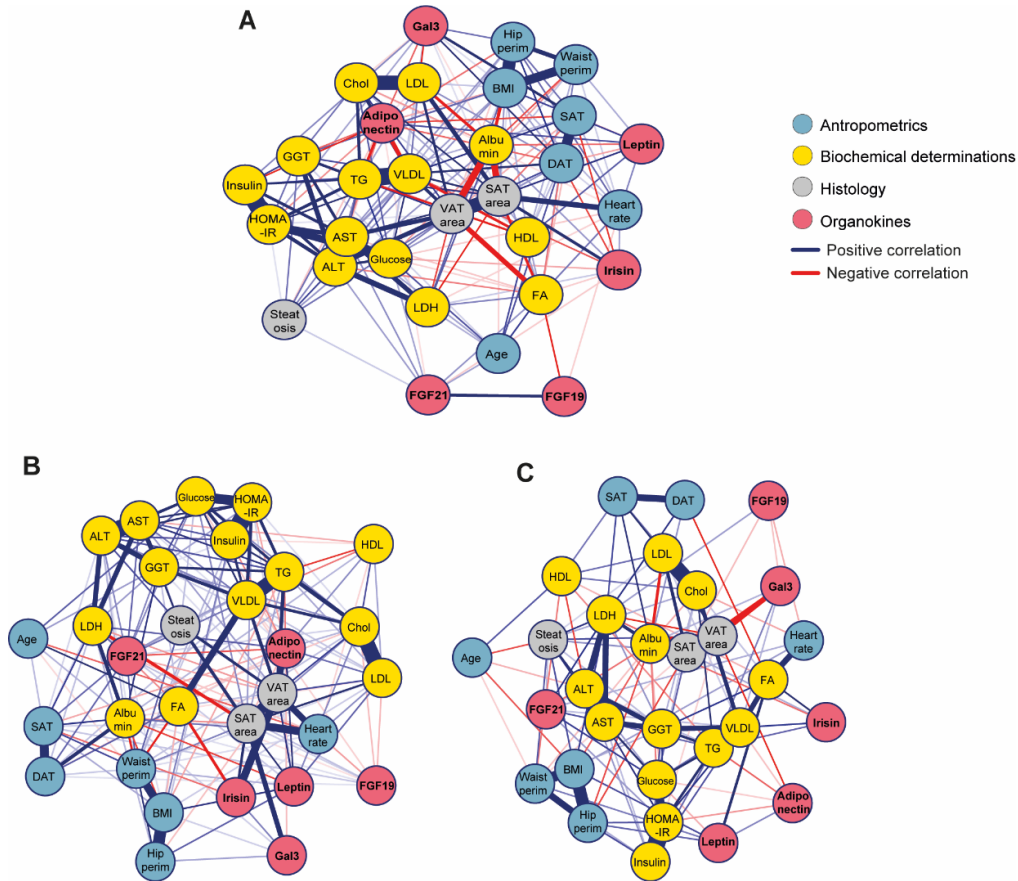 A
Gal3
Hip
perim
Waist
perim
Chol
LDL
BMI
SAT
Adipo
nectin
Albu
min
Leptin
GGT
DAT
TG
VLDL
Insulin
SAT
area
VAT
area
Heart
rate
HOMA
-IR
AST
HDL
ALT
Glucose
Irisin
LDH
FA
Steat
osis
Age
FGF21
FGF19
Antropometrics
Biochemical determinations
Histology
Organokines
Positive correlation
Negative correlation
B
Glucose
HOMA
-IR
AST
ALT
Insulin
HDL
GGT
TG
VLDL
LDH
Steat
osis
Chol
Age
FGF21
Adipo
nectin
LDL
VAT
area
SAT
Albu
min
FA
SAT
area
Heart
rate
DAT
Waist
perim
Irisin
Leptin
FGF19
BMI
Hip
perim
Gal3
C
SAT
DAT
FGF19
LDL
HDL
Chol
Gal3
LDH
Steat
osis
Albu
min
VAT
area
SAT
area
Heart
rate
Age
ALT
FA
FGF21
AST
GGT
VLDL
Irisin
TG
BMI
Waist
perim
Glucose
Hip
perim
HOMA
-IR
Adipo
nectin
Leptin
Insulin